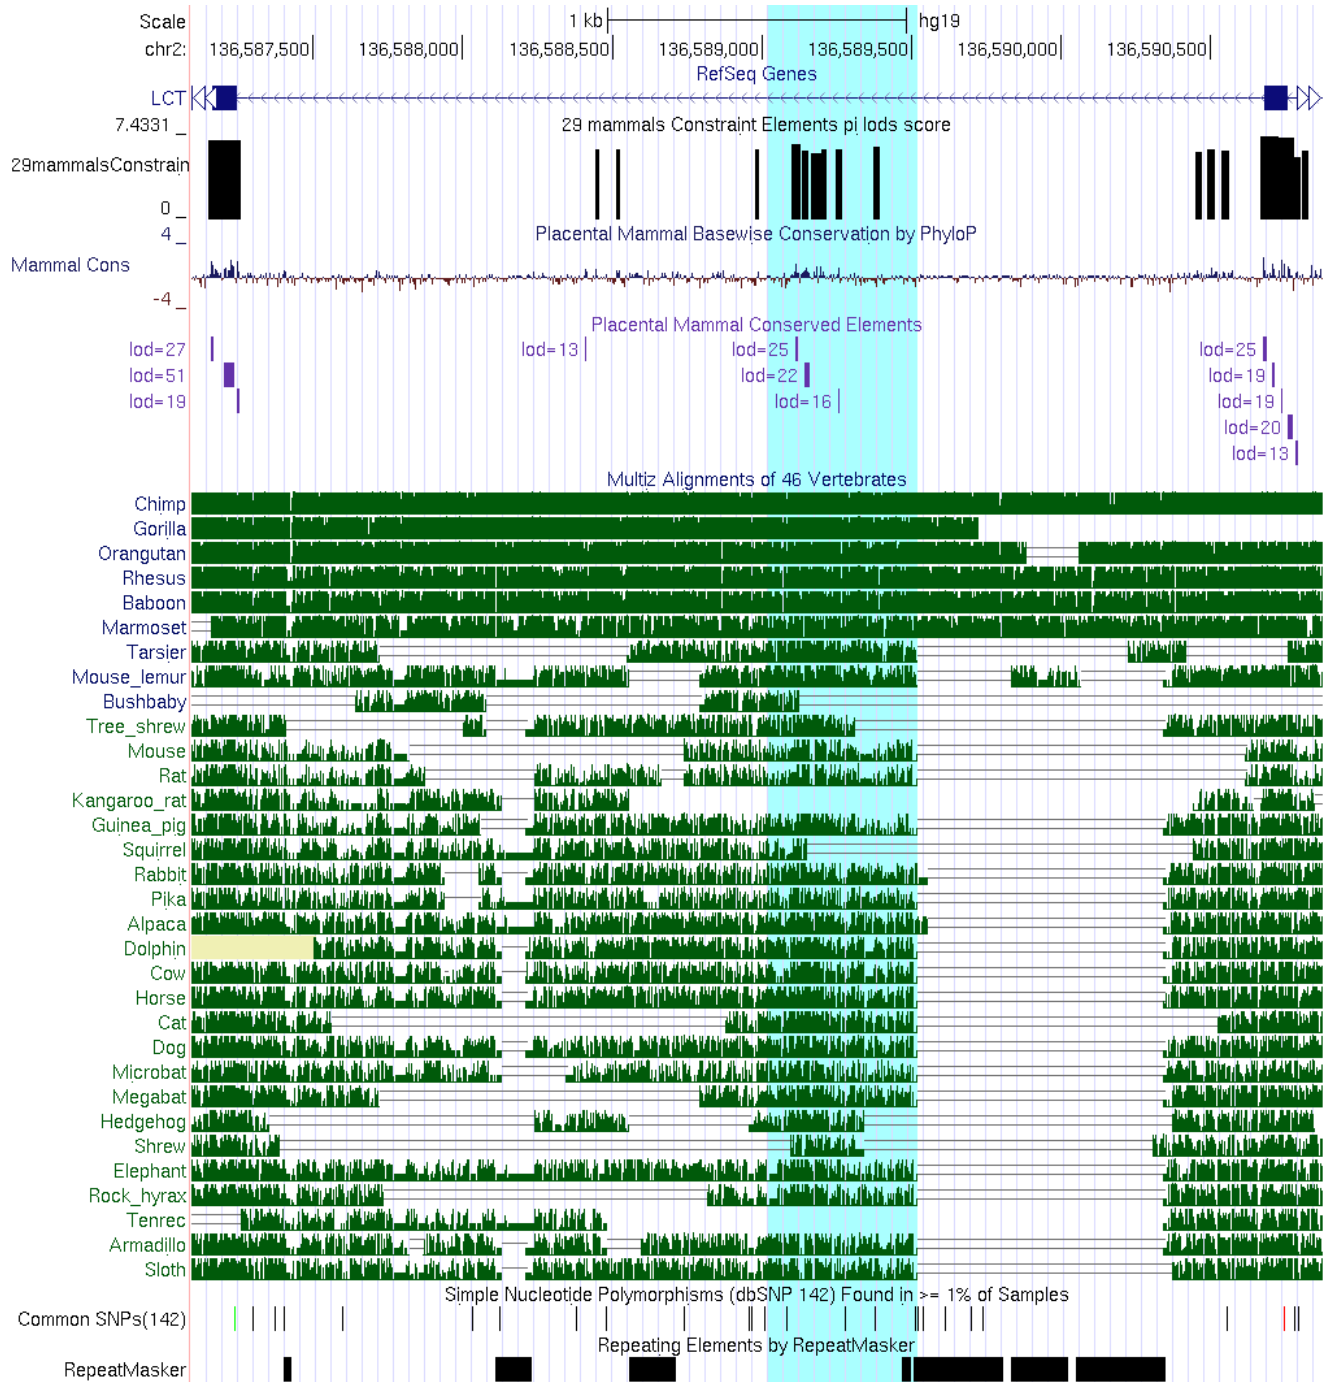 Scale 1 kb hg19
chr2: 136,587,500 136,588,000 136,588,500 136,589,000 136,589,500 136,590,000 136,590,500
RefSeq Genes
LCT
29 mammals Constraint Elements pi lods score
7.4331 _
29mammalsConstrain
0 _
Placental Mammal Basewise Conservation by PhyloP
4 _
Mammal Cons
-4 _
Placental Mammal Conserved Elements
lod=27 lod=13 lod=25 lod=25
lod=51 lod=22 lod=19
lod=19 lod=16 lod=19
lod=20
lod=13
Multiz Alignments of 46 Vertebrates
Chimp
Gorilla
Orangutan
Rhesus
Baboon
Marmoset
Tarsier
Mouse_lemur
Bushbaby
Tree_shrew
Mouse
Rat
Kangaroo_rat
Guinea_pig
Squirrel
Rabbit
Pika
Alpaca
Dolphin
Cow
Horse
Cat
Dog
Microbat
Megabat
Hedgehog
Shrew
Elephant
Rock_hyrax
Tenrec
Armadillo
Sloth
Simple Nucleotide Polymorphisms (dbSNP 142) Found in >= 1% of Samples
Common SNPs(142)
Repeating Elements by RepeatMasker
RepeatMasker